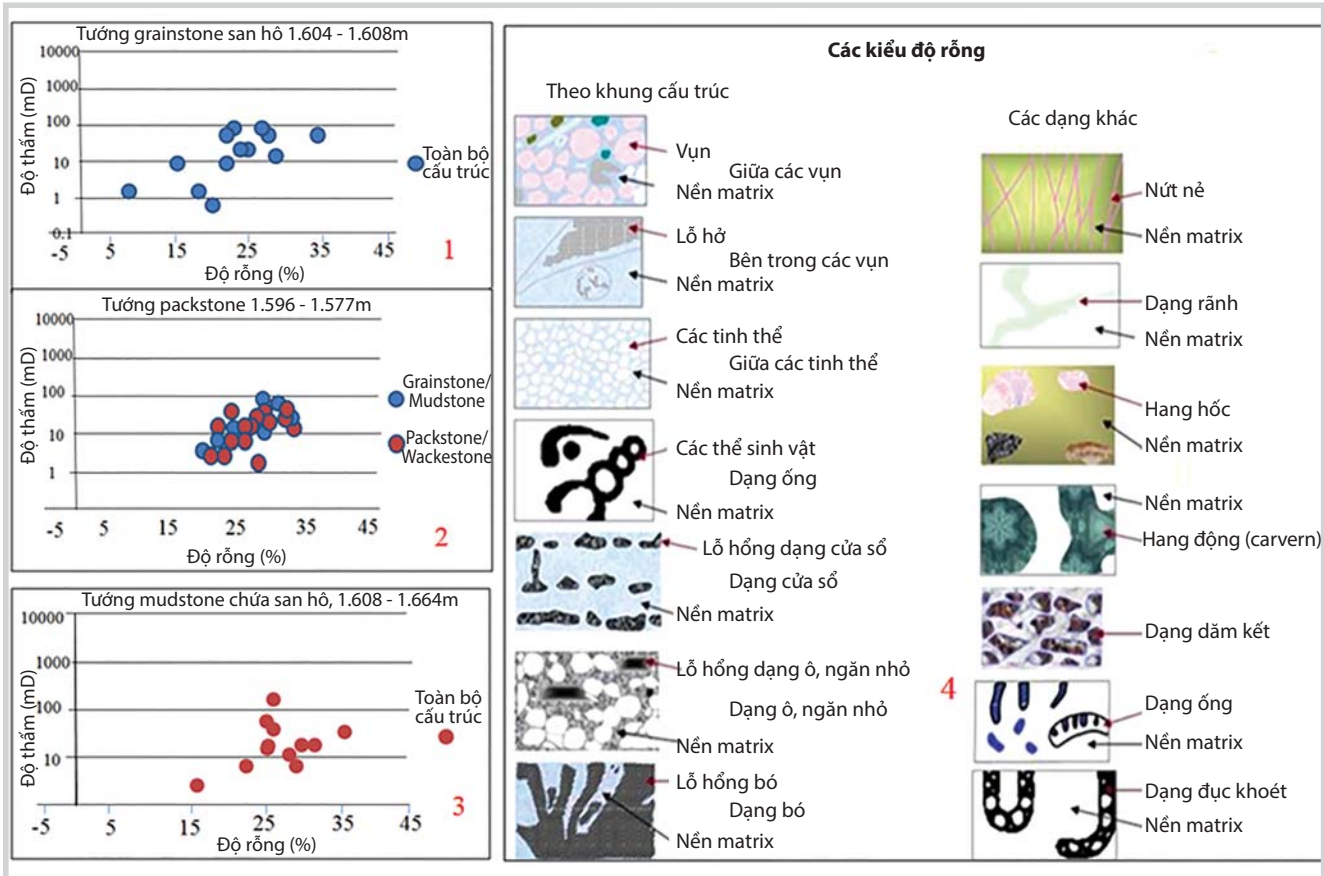 Tướng grainstone san hô 1.604 - 1.608m
Độ thấm (mD)
10000
1000
100
10
1
0.1
-5 5 15 25 35 45
Độ rỗng (%)
Toàn bộ
cấu trúc
1
Tướng packstone 1.596 - 1.577m
Độ thấm (mD)
10000
1000
100
10
1
-5 5 15 25 35 45
Độ rỗng (%)
Grainstone/
Mudstone
Packstone/
Wackestone
2
Tướng mudstone chứa san hô, 1.608 - 1.664m
Độ thấm (mD)
10000
1000
100
10
-5 5 15 25 35 45
Độ rỗng (%)
Toàn bộ
cấu trúc
3
Các kiểu độ rỗng
Theo khung cấu trúc
Vụn
Giữa các vụn
Nền matrix
Lỗ hở
Bên trong các vụn
Nền matrix
Các tinh thể
Giữa các tinh thể
Nền matrix
Các thể sinh vật
Dạng ống
Nền matrix
Lỗ hổng dạng cửa sổ
Dạng cửa sổ
Nền matrix
Lỗ hổng dạng ô, ngăn nhỏ
Dạng ô, ngăn nhỏ
Nền matrix
Lỗ hổng bó
Dạng bó
Nền matrix
4
Các dạng khác
Nứt nẻ
Nền matrix
Dạng rãnh
Nền matrix
Hang hốc
Nền matrix
Nền matrix
Hang động (carvern)
Dạng dăm kết
Dạng ống
Nền matrix
Dạng đục khoét
Nền matrix